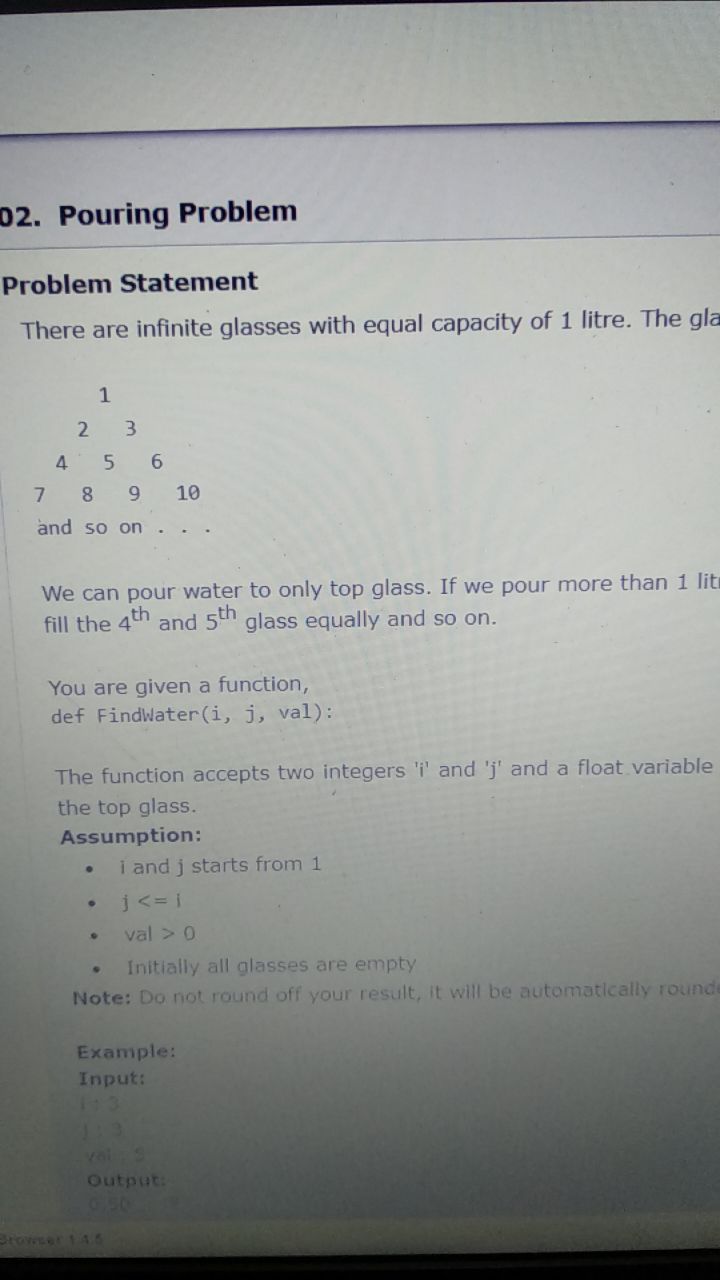 02. Pouring Problem
Problem Statement
There are infinite glasses with equal capacity of 1 litre. The gla
1
2 3
4 5 6
7 8 9 10
and so on . . .
We can pour water to only top glass. If we pour more than 1 lit
fill the 4th and 5th glass equally and so on.
You are given a function,
def FindWater(i, j, val):
The function accepts two integers 'i' and 'j' and a float variable
the top glass.
Assumption:
• i and j starts from 1
• j <= i
• val > 0
• Initially all glasses are empty
Note: Do not round off your result, it will be automatically round
Example:
Input:
i : 3
j : 3
val : 5
Output:
0.50
Browser 1.4.6